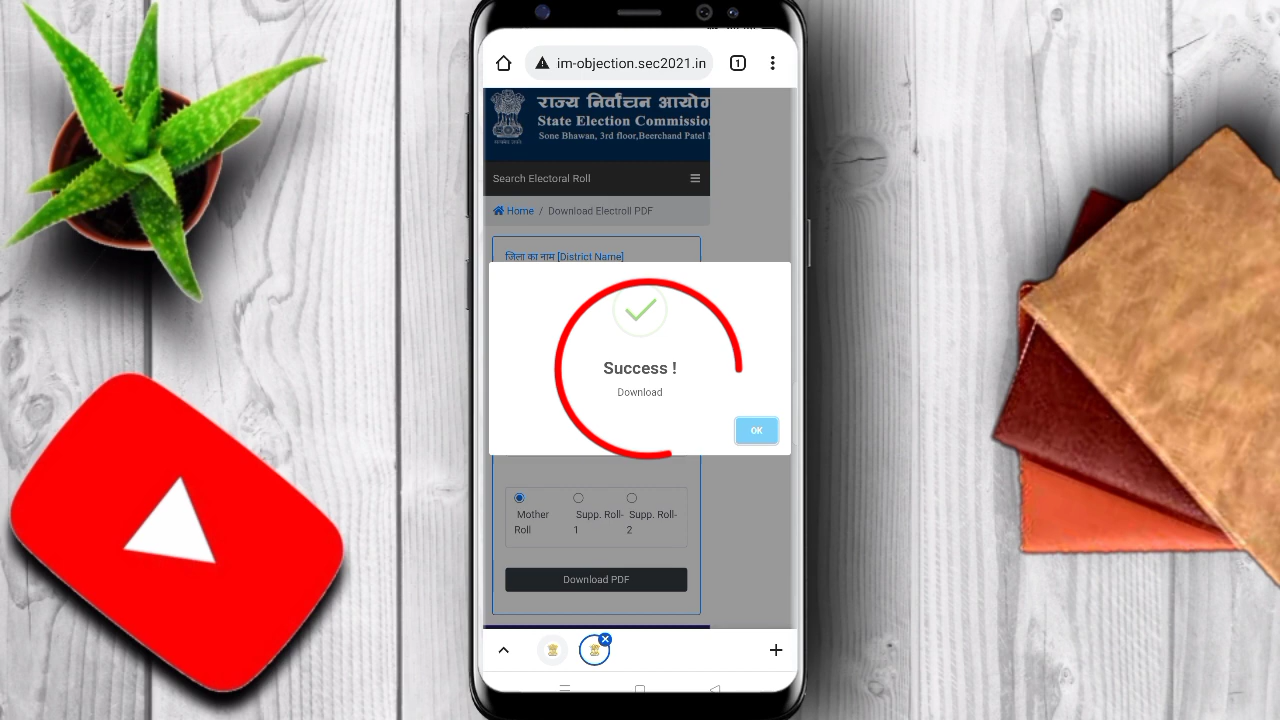 im-objection.sec2021.in
1
राज्य निर्वाचन आयोग
State Election Commission
Sone Bhawan, 3rd floor,Beerchand Patel
Search Electoral Roll
Home / Download Electroll PDF
जिला का नाम [District Name]
Success !
Download
OK
Mother Roll
Supp. Roll-1
Supp. Roll-2
Download PDF